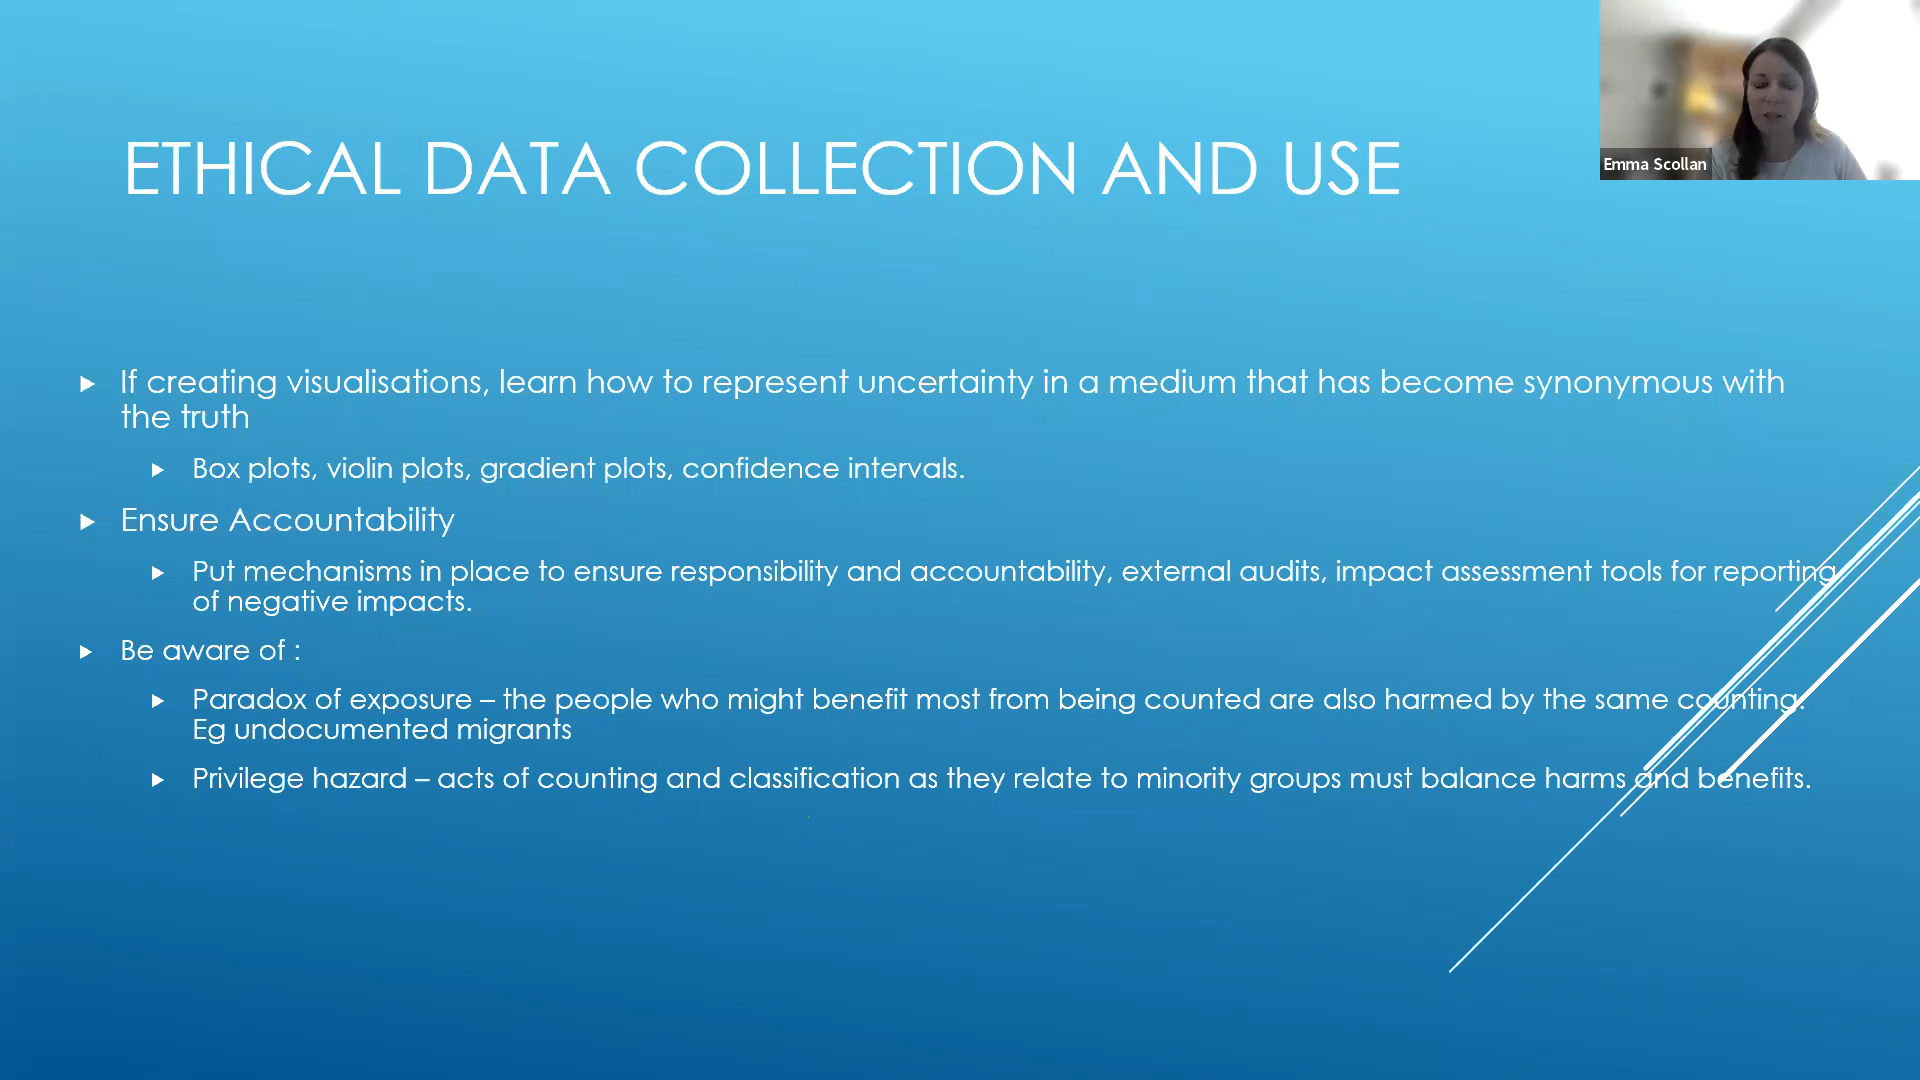 ETHICAL DATA COLLECTION AND USE
Emma Scollan
If creating visualisations, learn how to represent uncertainty in a medium that has become synonymous with
the truth
Box plots, violin plots, gradient plots, confidence intervals.
Ensure Accountability
Put mechanisms in place to ensure responsibility and accountability, external audits, impact assessment tools for reporting
of negative impacts.
Be aware of :
Paradox of exposure – the people who might benefit most from being counted are also harmed by the same counting.
Eg undocumented migrants
Privilege hazard – acts of counting and classification as they relate to minority groups must balance harms and benefits.